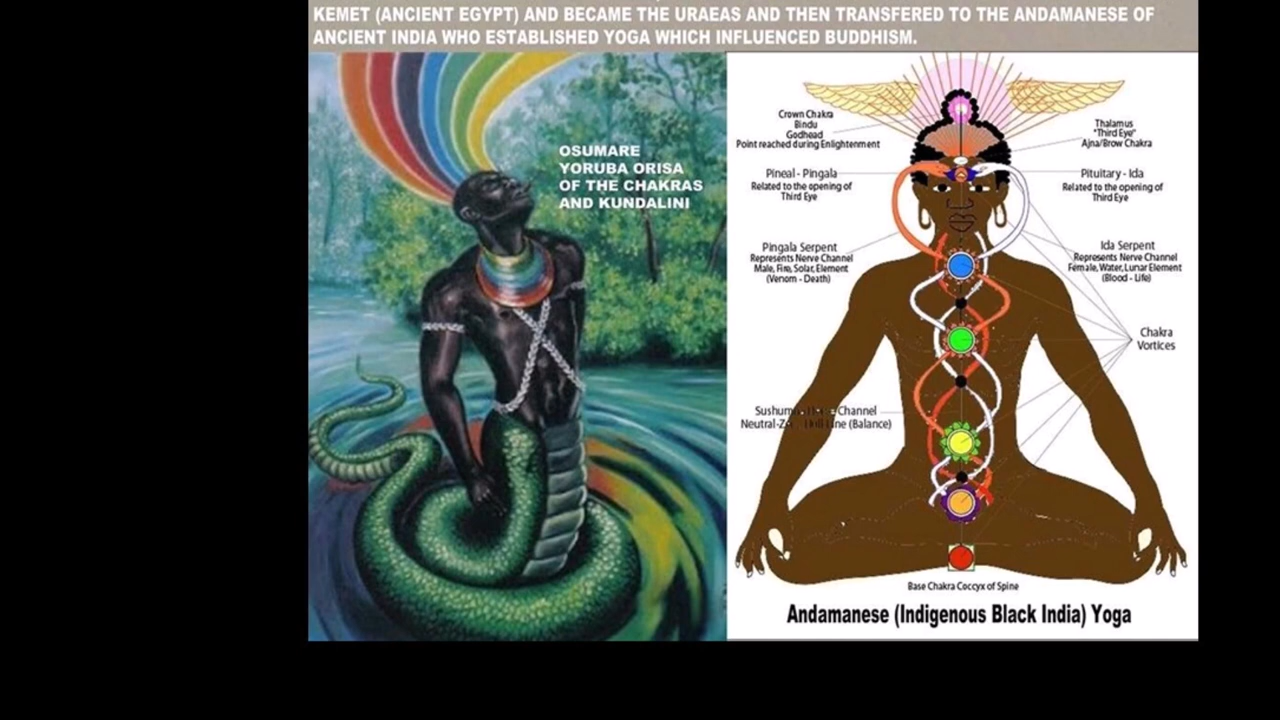 KEMET (ANCIENT EGYPT) AND BECAME THE URAEAS AND THEN TRANSFERED TO THE ANDAMANESE OF
ANCIENT INDIA WHO ESTABLISHED YOGA WHICH INFLUENCED BUDDHISM.
OSUMARE
YORUBA ORISA
OF THE CHAKRAS
AND KUNDALINI
Crown Chakra
Bindu
Godhead
Point reached during Enlightenment
Thalamus
"Third Eye"
Ajna/Brow Chakra
Pineal - Pingala
Related to the opening of
Third Eye
Pituitary - Ida
Related to the opening of
Third Eye
Pingala Serpent
Represents Nerve Channel
Male, Fire, Solar, Element
(Venom - Death)
Ida Serpent
Represents Nerve Channel
Female, Water, Lunar Element
(Blood - Life)
Chakra
Vortices
Channel
(Balance)
Base Chakra Coccyx of Spine
Andamanese (Indigenous Black India) Yoga